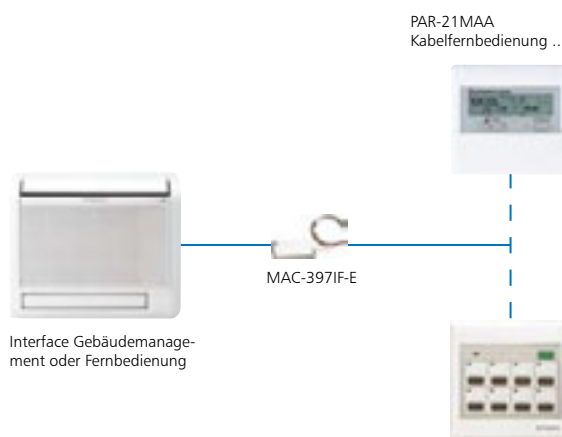 PAR-21MAA
Kabelfernbedienung ..
MAC-397IF-E
Interface Gebäudemanage-
ment oder Fernbedienung